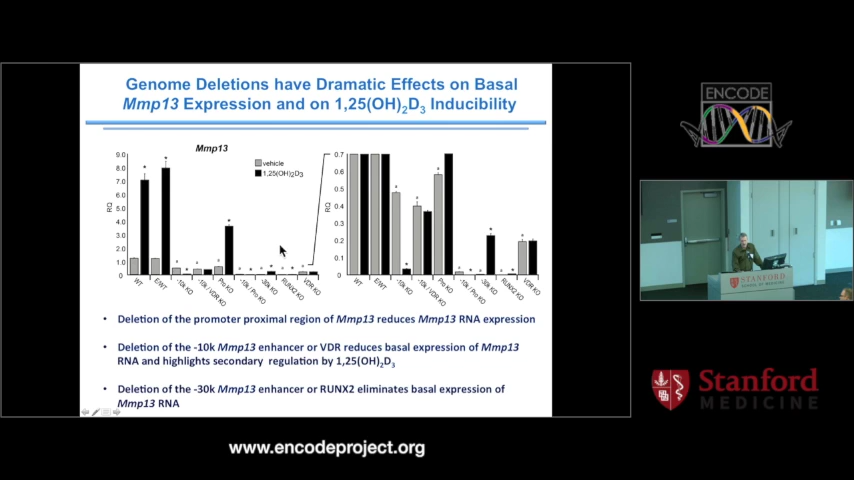 Genome Deletions have Dramatic Effects on Basal
Mmp13 Expression and on 1,25(OH)2D3 Inducibility
Mmp13
vehicle
1,25(OH)2D3
RQ
9.0
8.0
7.0
6.0
5.0
4.0
3.0
2.0
1.0
0
WT
E/WT
-10k KO
-10k / VDR KO
Pro KO
-10k / Pro KO
-30k KO
RUNX2 KO
VDR KO
RQ
0.7
0.6
0.5
0.4
0.3
0.2
0.1
0
WT
E/WT
-10k KO
-10k / VDR KO
Pro KO
-10k / Pro KO
-30k KO
RUNX2 KO
VDR KO
• Deletion of the promoter proximal region of Mmp13 reduces Mmp13 RNA expression
• Deletion of the -10k Mmp13 enhancer or VDR reduces basal expression of Mmp13
RNA and highlights secondary regulation by 1,25(OH)2D3
• Deletion of the -30k Mmp13 enhancer or RUNX2 eliminates basal expression of
Mmp13 RNA
ENCODE
STANFORD
SCHOOL OF MEDICINE
Stanford
MEDICINE
www.encodeproject.org